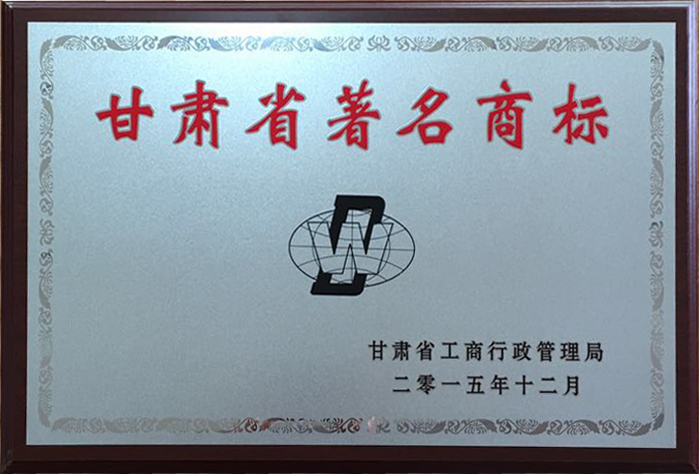 甘肃省著名商标
W
甘肃省工商行政管理局
二零一五年十二月